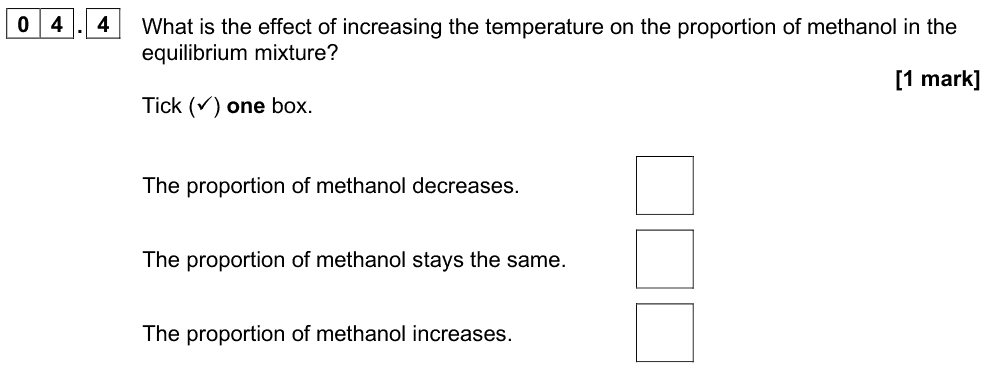 0 4 . 4 What is the effect of increasing the temperature on the proportion of methanol in the
equilibrium mixture?
[1 mark]
Tick (✓) one box.
The proportion of methanol decreases.
The proportion of methanol stays the same.
The proportion of methanol increases.